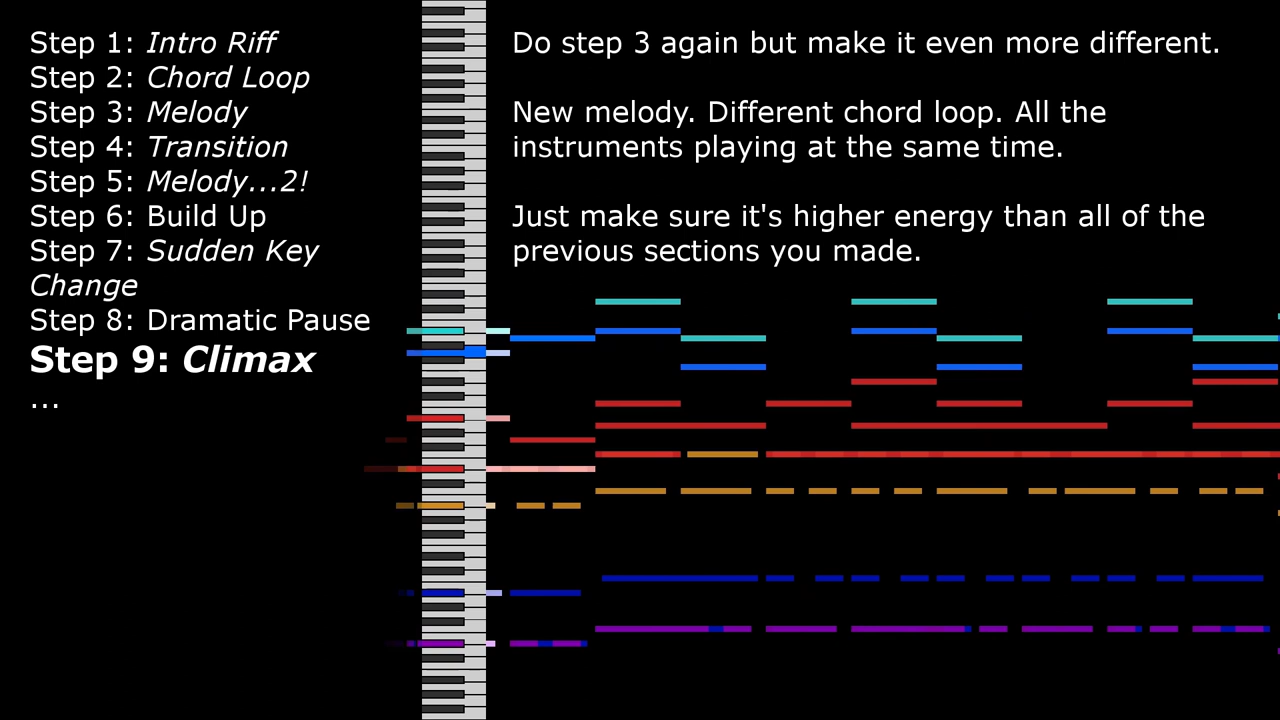 Step 1: Intro Riff
Step 2: Chord Loop
Step 3: Melody
Step 4: Transition
Step 5: Melody...2!
Step 6: Build Up
Step 7: Sudden Key
Change
Step 8: Dramatic Pause
Step 9: Climax
...
Do step 3 again but make it even more different.
New melody. Different chord loop. All the
instruments playing at the same time.
Just make sure it's higher energy than all of the
previous sections you made.